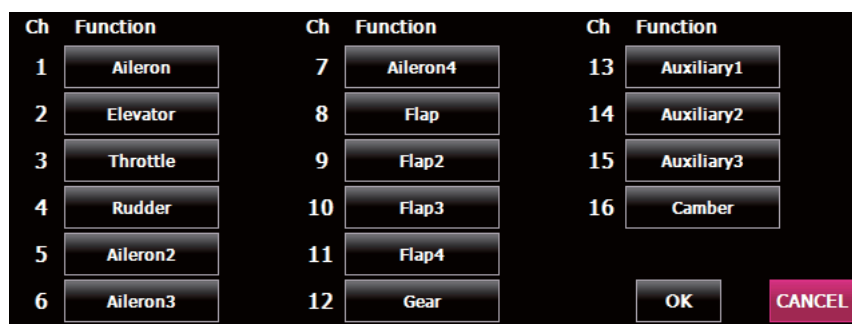 Ch Function Ch Function Ch Function
1 Aileron 7 Aileron4 13 Auxiliary1
2 Elevator 8 Flap 14 Auxiliary2
3 Throttle 9 Flap2 15 Auxiliary3
4 Rudder 10 Flap3 16 Camber
5 Aileron2 11 Flap4
6 Aileron3 12 Gear OK CANCEL